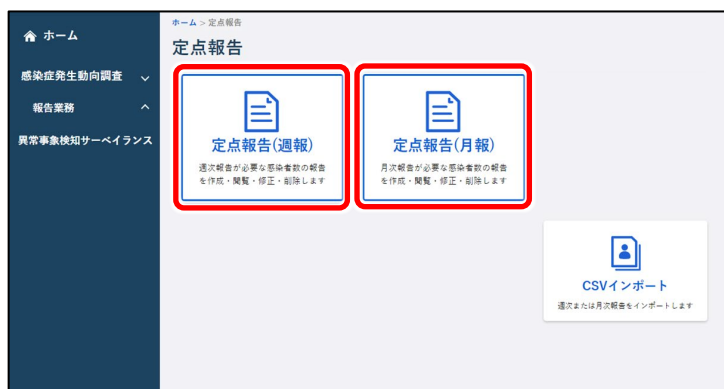 ホーム
感染症発生動向調査
報告業務
異常事象検知サーベイランス
ホーム > 定点報告
定点報告
定点報告(週報)
週次報告が必要な感染者数の報告
を作成・閲覧・修正・削除します
定点報告(月報)
月次報告が必要な感染者数の報告
を作成・閲覧・修正・削除します
CSVインポート
週次または月次報告をインポートします